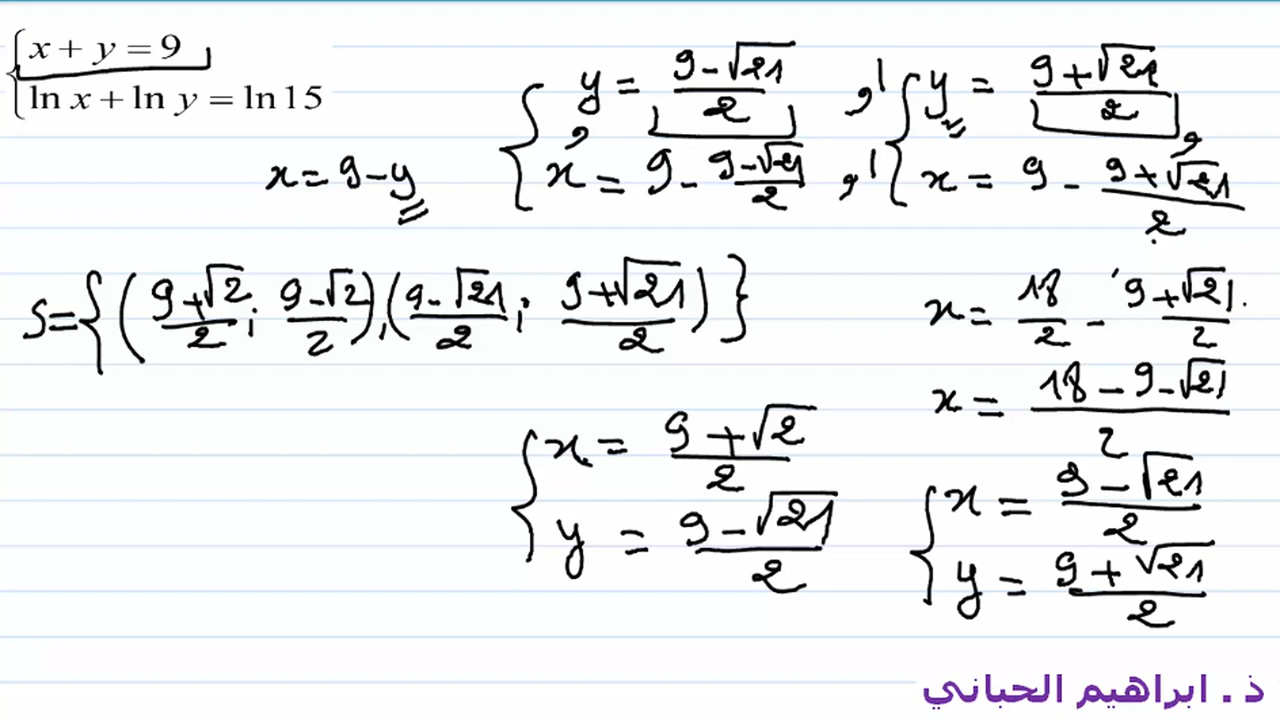 { x + y = 9
ln x + ln y = ln 15
x = 9 - y
{ y = (9 - √21)/2 ,
x = 9 - (9 - √21)/2 ,
{ y = (9 + √21)/2 ,
x = 9 - (9 + √21)/2
x = 18/2 - (9 + √21)/2
x = (18 - 9 - √21)/2
{ x = (9 - √21)/2
y = (9 + √21)/2
S = { ( (9 + √2)/2 ; (9 - √2)/2 ) , ( (9 - √21)/2 ; (9 + √21)/2 ) }
{ x = (9 + √2)/2
y = (9 - √21)/2
ذ . ابراهيم الحباني